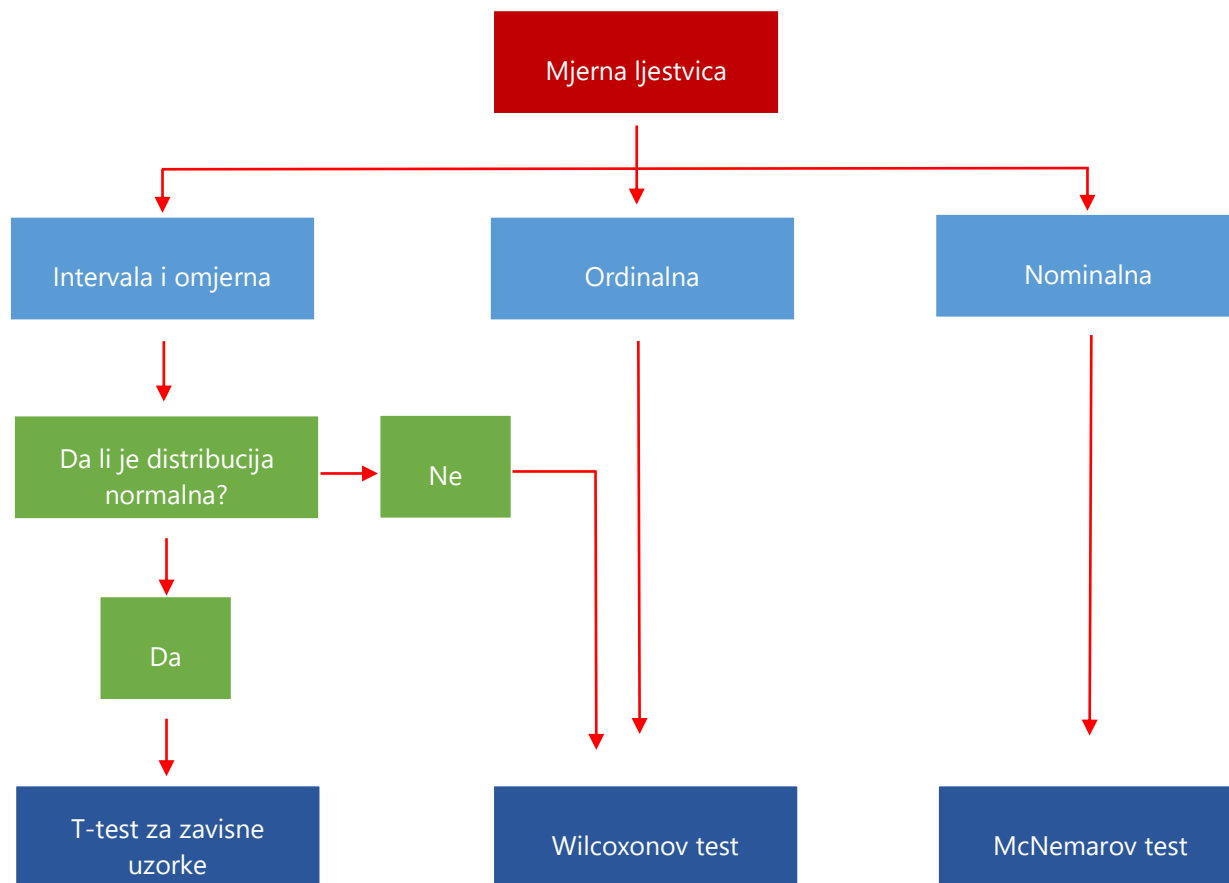 Mjerna ljestvica
Intervala i omjerna
Ordinalna
Nominalna
Da li je distribucija
normalna?
Ne
Da
T-test za zavisne
uzorke
Wilcoxonov test
McNemarov test